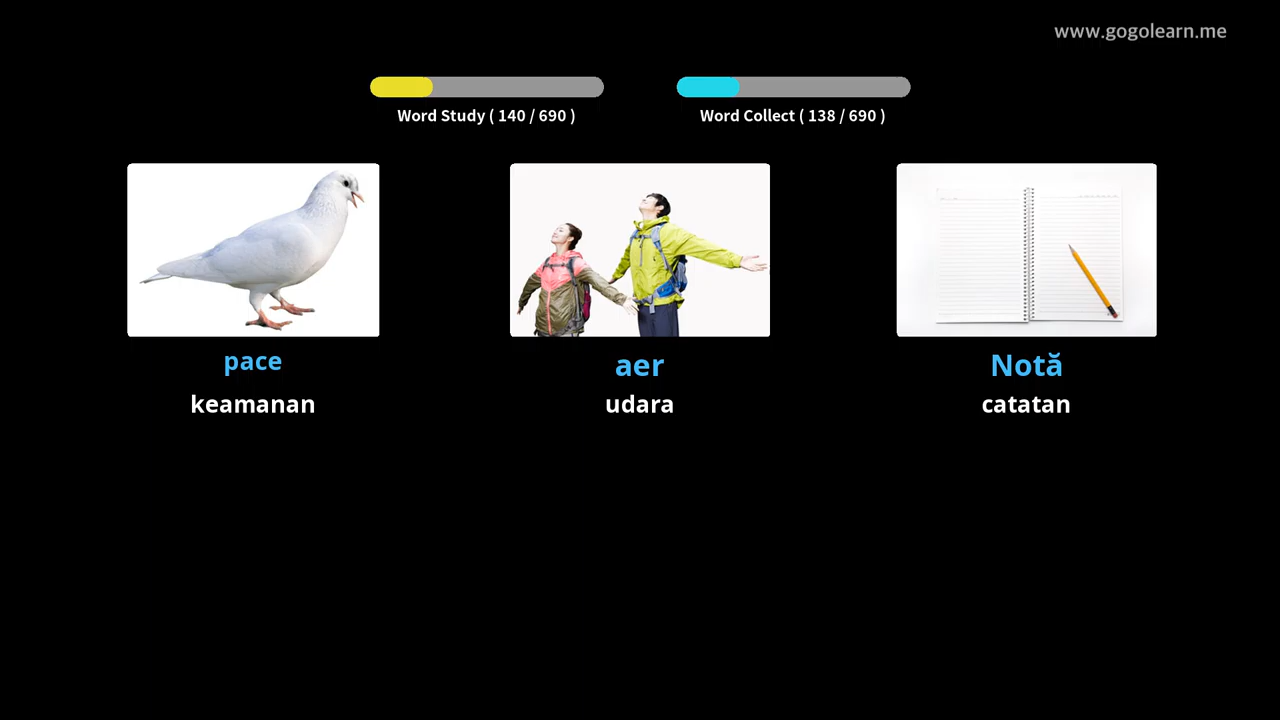 www.gogolearn.me
Word Study ( 140 / 690 )
Word Collect ( 138 / 690 )
pace
keamanan
aer
udara
Notă
catatan